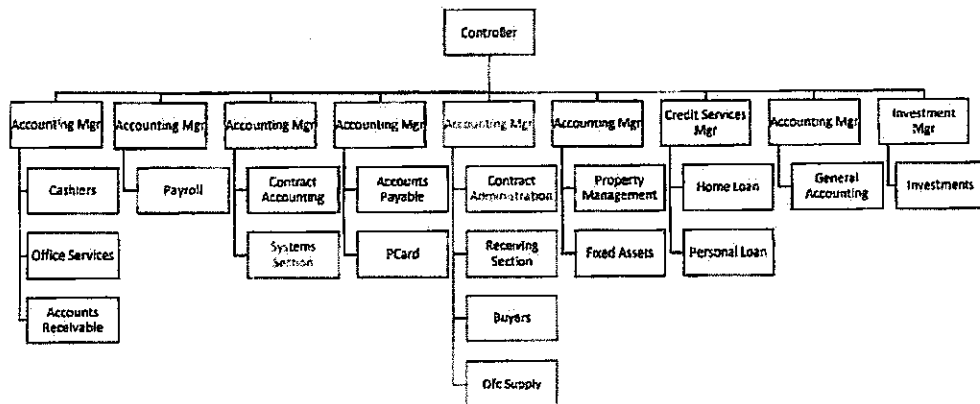 Controller
Accounting Mgr
Accounting Mgr
Accounting Mgr
Accounting Mgr
Accounting Mgr
Accounting Mgr
Credit Services
Mgr
Accounting Mgr
Investment
Mgr
Cashiers
Payroll
Contract
Accounting
Accounts
Payable
Contract
Administration
Property
Management
Home Loan
General
Accounting
Investments
Office Services
Systems
Section
PCard
Receiving
Section
Fixed Assets
Personal Loan
Accounts
Receivable
Buyers
Ofc Supply